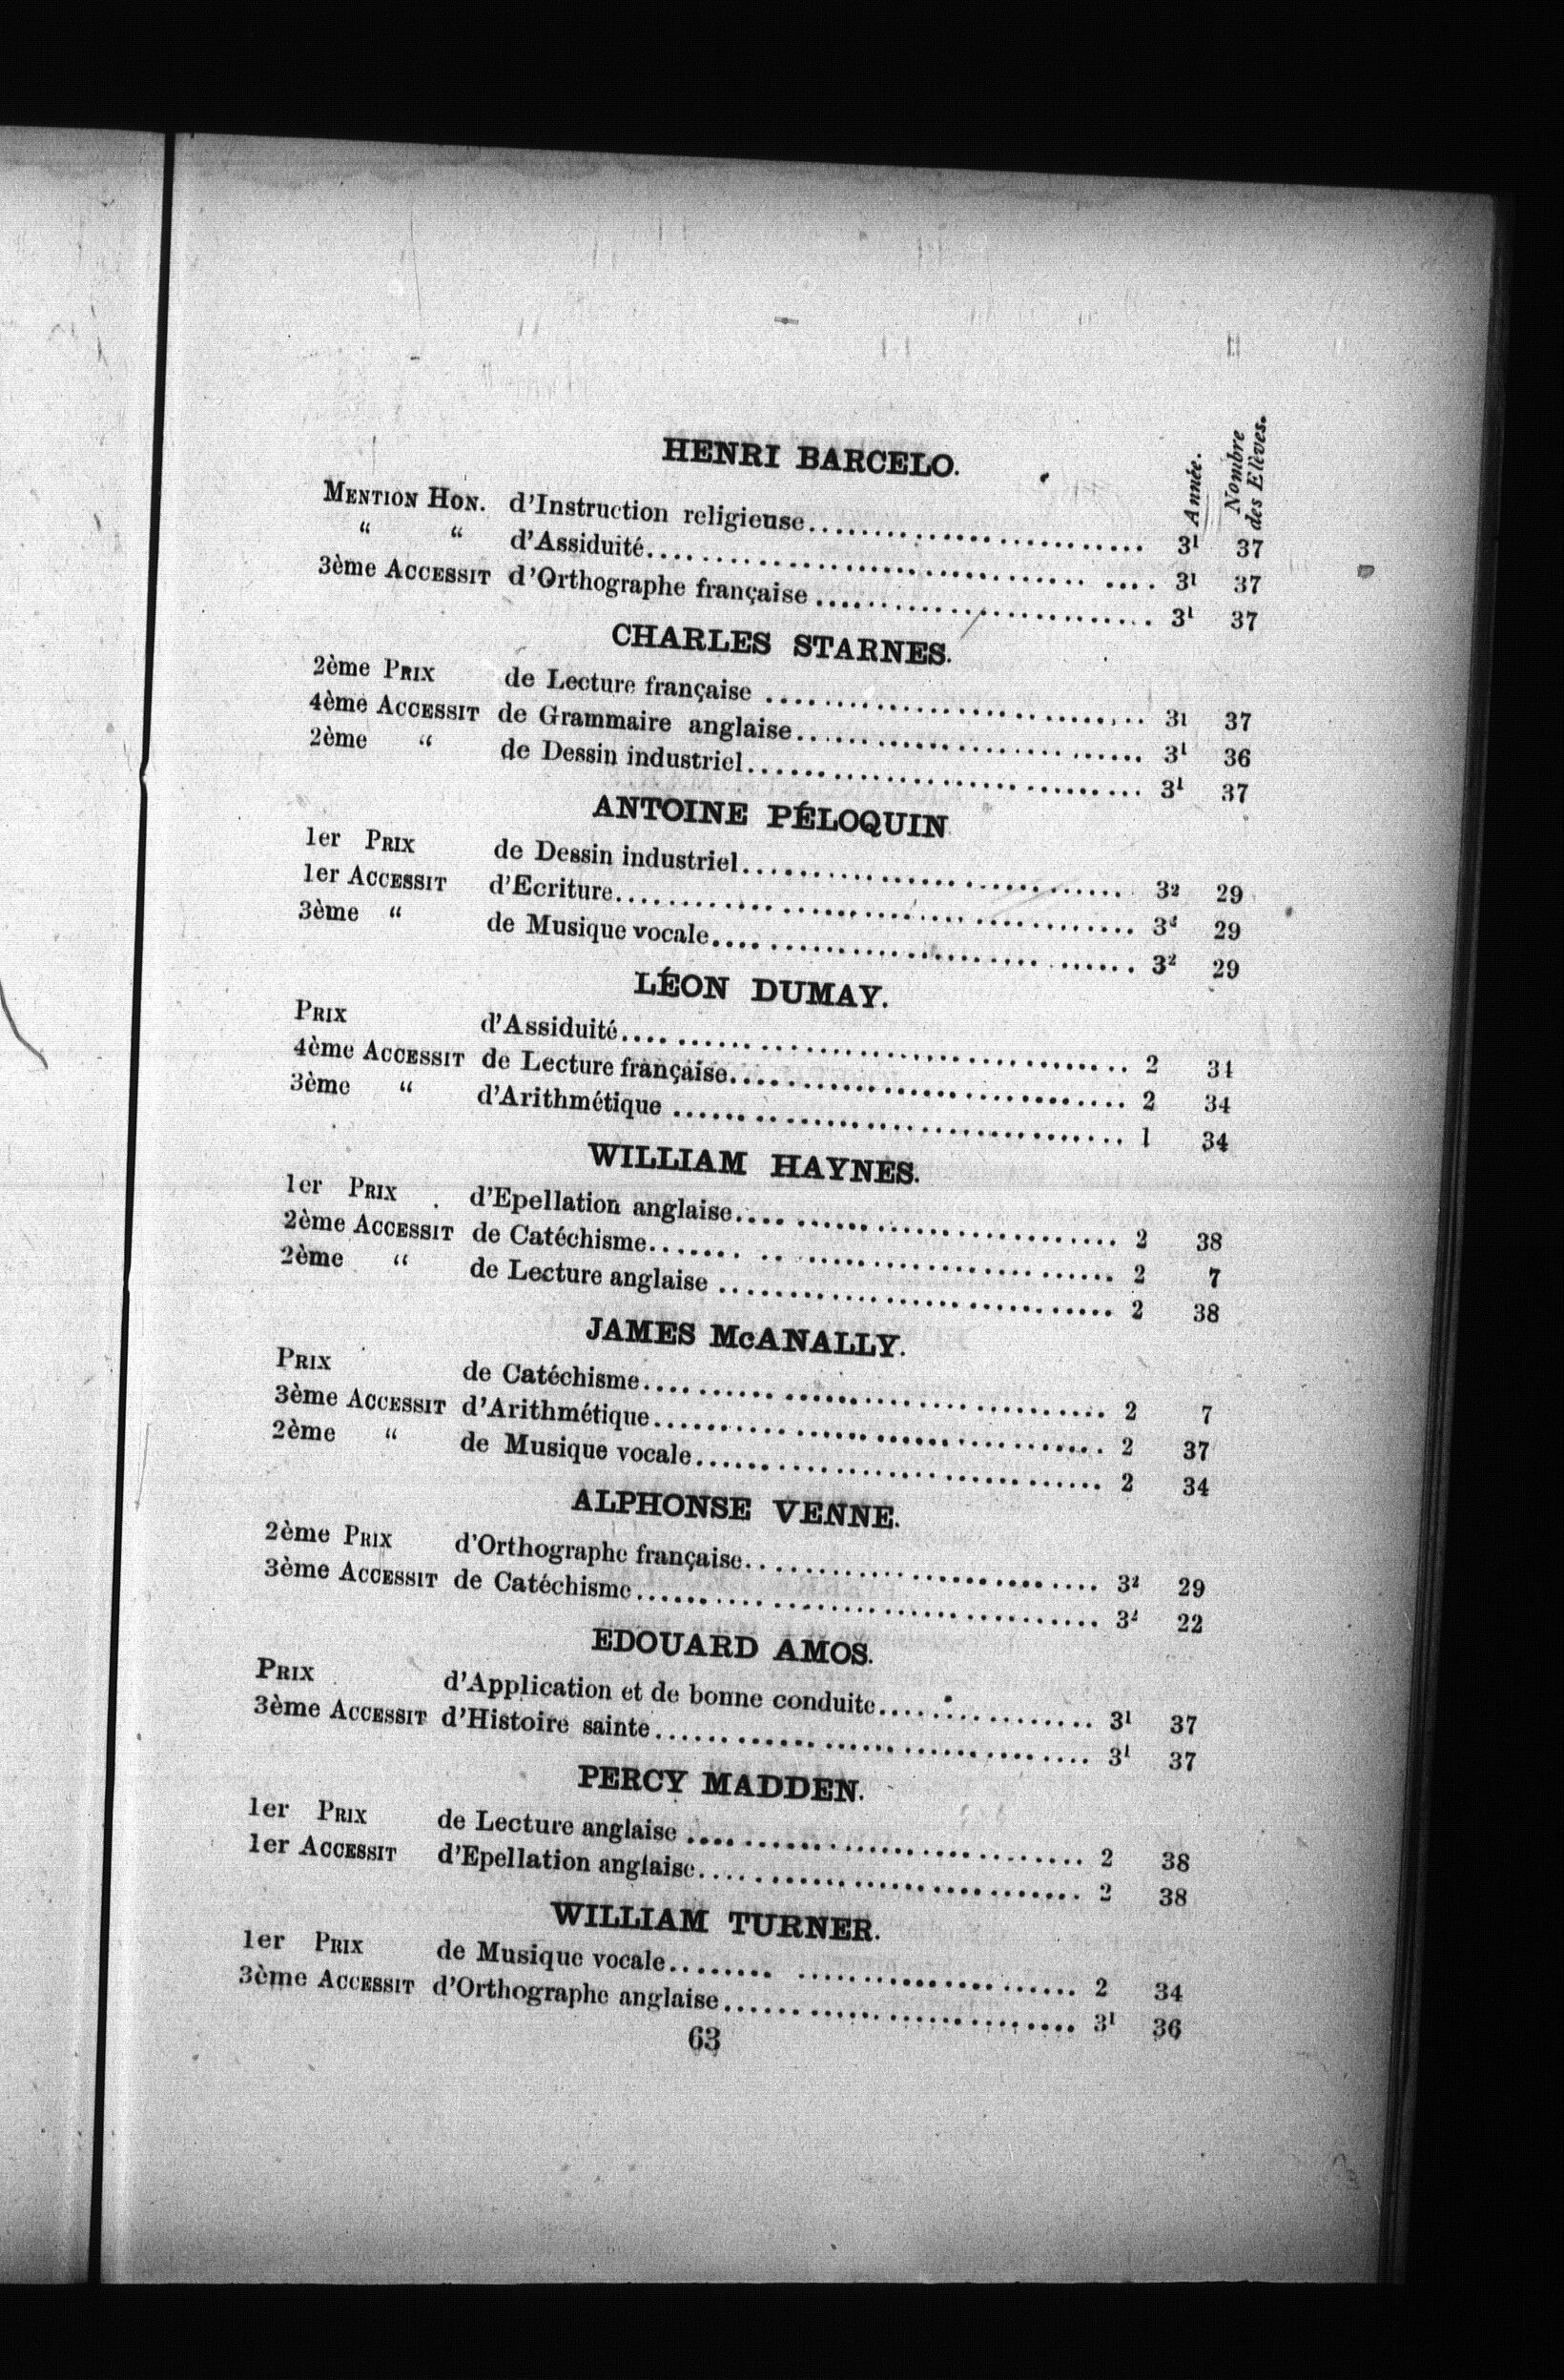 Année. Nombre des Elèves.
HENRI BARCELO.
MENTION HON. d'Instruction religieuse........................ 3¹ 37
“ “ d'Assiduité........................ .... 3¹ 37
3ème ACCESSIT d'Orthographe française ........................ 3¹ 37
CHARLES STARNES.
2ème PRIX de Lecture française ........................ 31 37
4ème ACCESSIT de Grammaire anglaise........................ 3¹ 36
2ème “ de Dessin industriel........................ 3¹ 37
ANTOINE PÉLOQUIN
1er PRIX de Dessin industriel........................ 3² 29
1er ACCESSIT d'Ecriture........................ 3² 29
3ème “ de Musique vocale........................ 3² 29
LÉON DUMAY.
PRIX d'Assiduité........................ 2 34
4ème ACCESSIT de Lecture française........................ 2 34
3ème “ d'Arithmétique ........................ 1 34
WILLIAM HAYNES.
1er PRIX d'Epellation anglaise........................ 2 38
2ème ACCESSIT de Catéchisme........................ 2 7
2ème “ de Lecture anglaise ........................ 2 38
JAMES McANALLY.
PRIX de Catéchisme........................ 2 7
3ème ACCESSIT d'Arithmétique........................ 2 37
2ème “ de Musique vocale........................ 2 34
ALPHONSE VENNE.
2ème PRIX d'Orthographe française........................ 3² 29
3ème ACCESSIT de Catéchisme........................ 3² 22
EDOUARD AMOS.
PRIX d'Application et de bonne conduite................ 3¹ 37
3ème ACCESSIT d'Histoire sainte........................ 3¹ 37
PERCY MADDEN.
1er PRIX de Lecture anglaise ........................ 2 38
1er ACCESSIT d'Epellation anglaise........................ 2 38
WILLIAM TURNER.
1er PRIX de Musique vocale........ ........................ 2 34
3ème ACCESSIT d'Orthographe anglaise........................ 3¹ 36
63